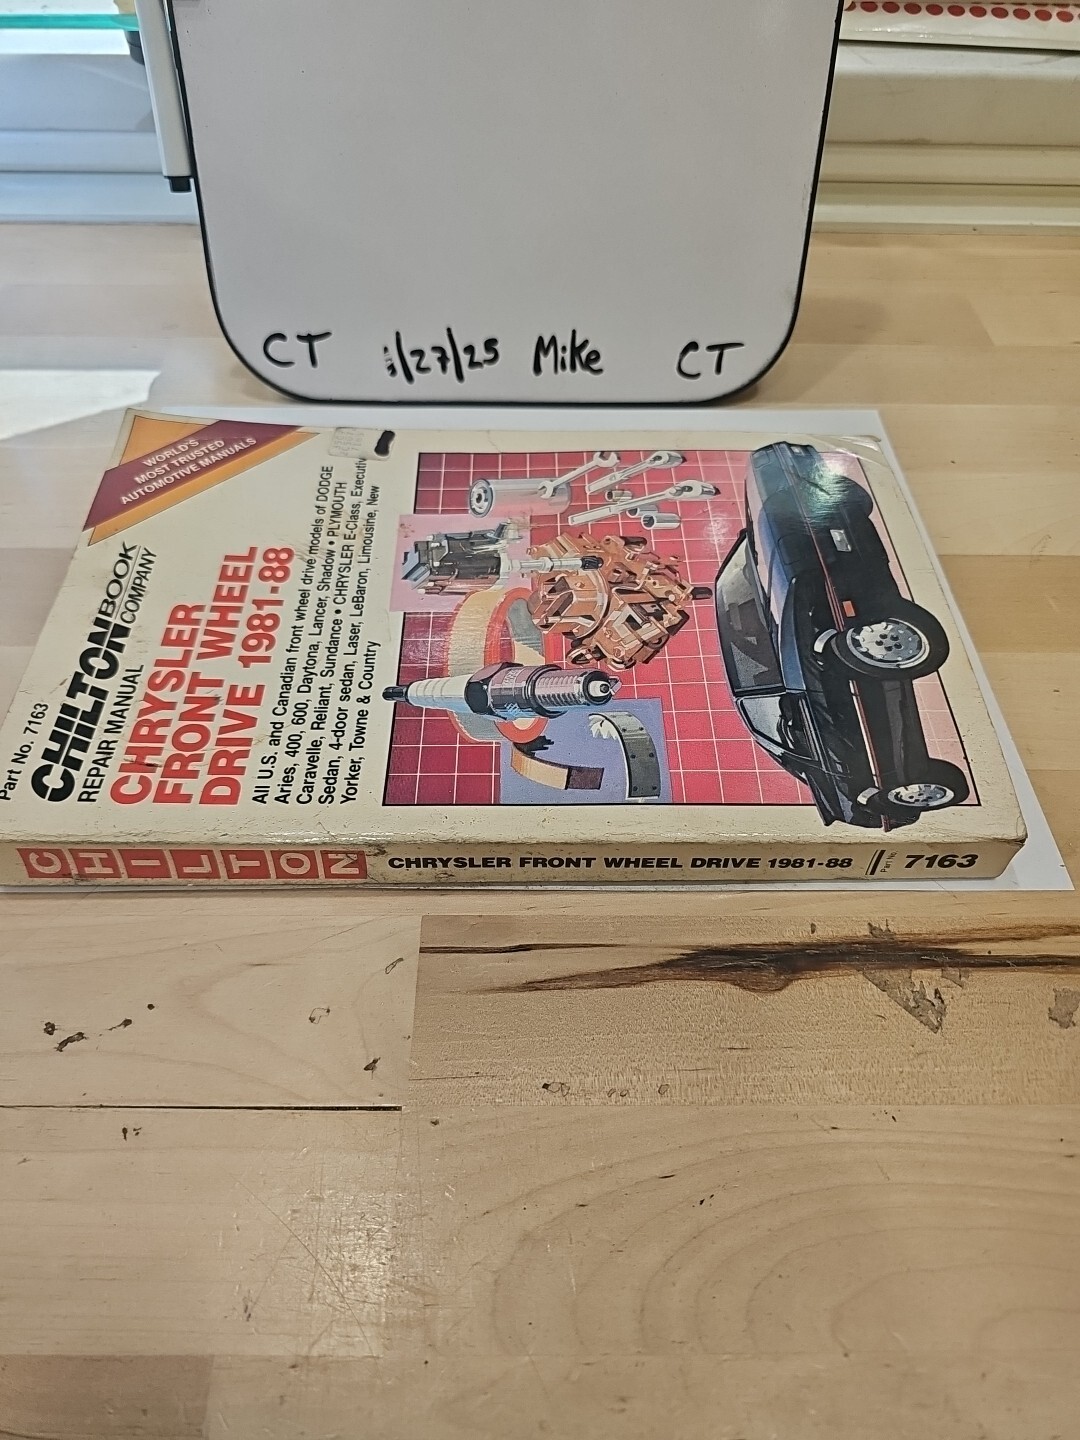 CT 1/27/25 Mike CT
WORLD'S
MOST TRUSTED
AUTOMOTIVE MANUALS
Part No. 7163
CHILTON BOOK
COMPANY
REPAIR MANUAL
CHRYSLER
FRONT WHEEL
DRIVE 1981-88
All U.S. and Canadian front wheel drive models of DODGE
Aries, 400, 600, Daytona, Lancer, Shadow • PLYMOUTH
Caravelle, Reliant, Sundance • CHRYSLER E-Class, Executive
Sedan, 4-door sedan, Laser, LeBaron, Limousine, New
Yorker, Towne & Country
CHILTON CHRYSLER FRONT WHEEL DRIVE 1981-88 Part No. 7163